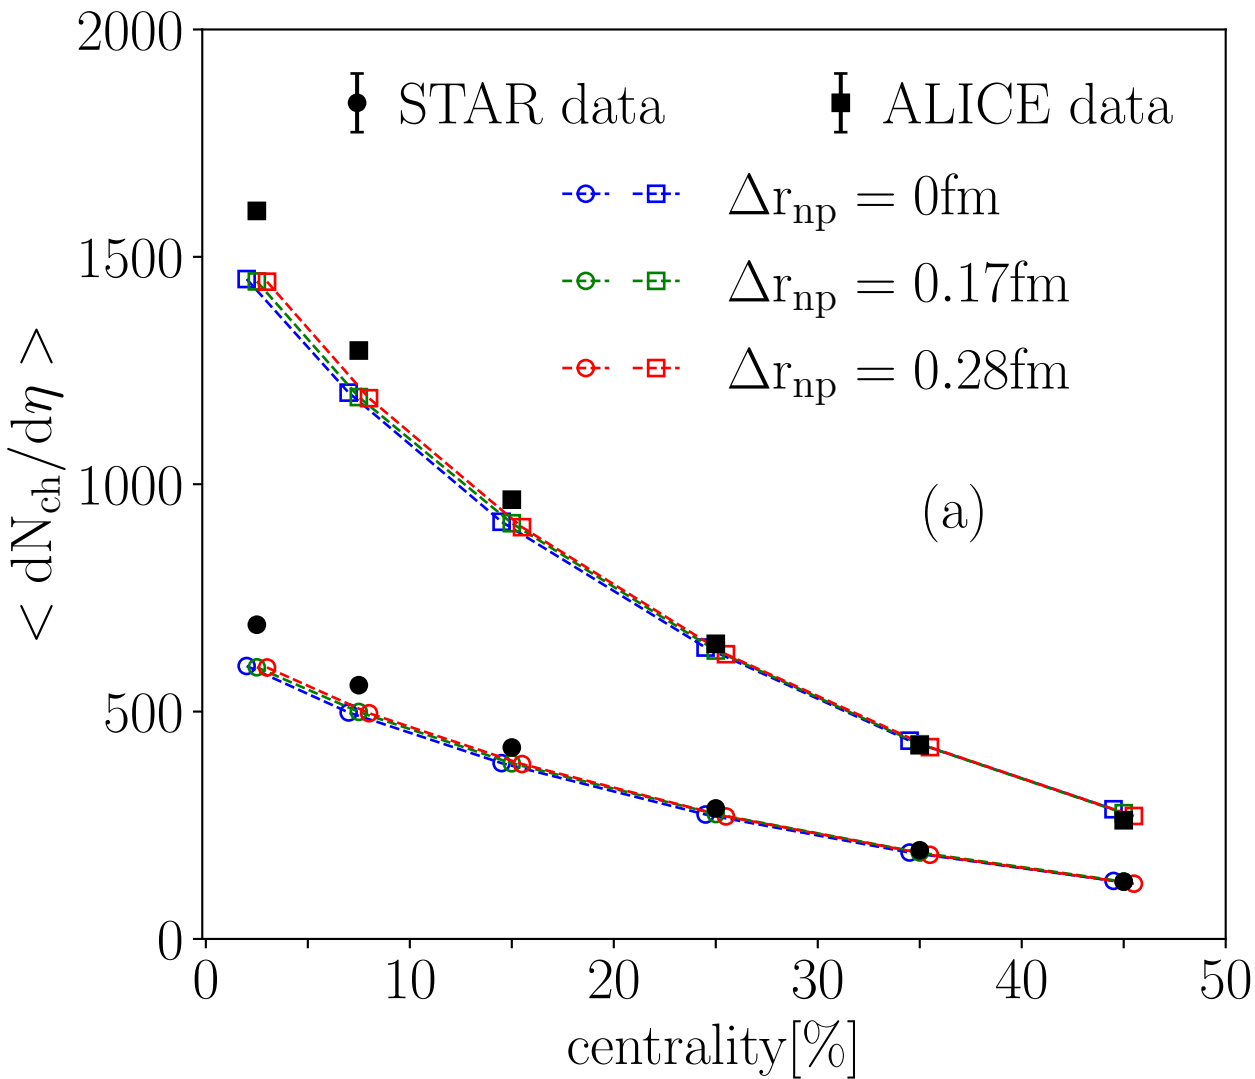 2000
STAR data ALICE data
Δr_np = 0fm
1500
Δr_np = 0.17fm
Δr_np = 0.28fm
< dN_ch/dη >
1000
(a)
500
0
0 10 20 30 40 50
centrality[%]